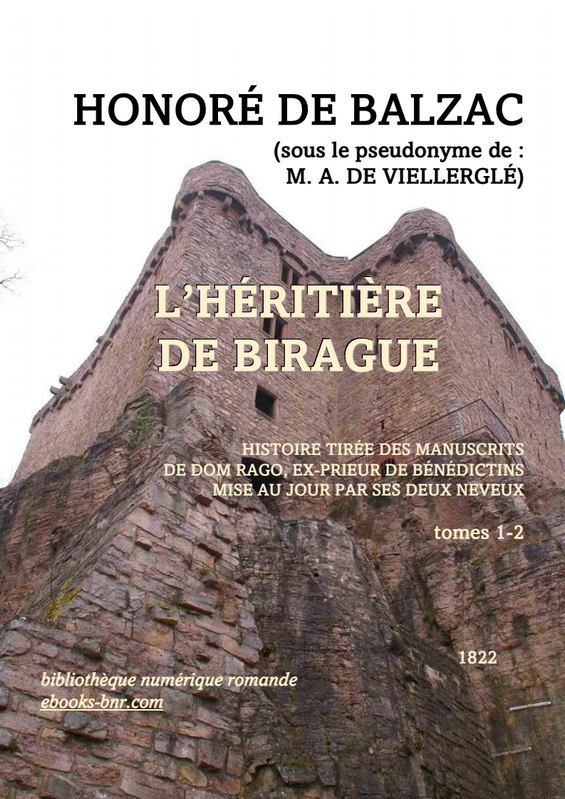 HONORÉ DE BALZAC
(sous le pseudonyme de :
M. A. DE VIELLERGLÉ)
L’HÉRITIÈRE
DE BIRAGUE
HISTOIRE TIRÉE DES MANUSCRITS
DE DOM RAGO, EX-PRIEUR DE BÉNÉDICTINS
MISE AU JOUR PAR SES DEUX NEVEUX
tomes 1-2
1822
bibliothèque numérique romande
ebooks-bnr.com